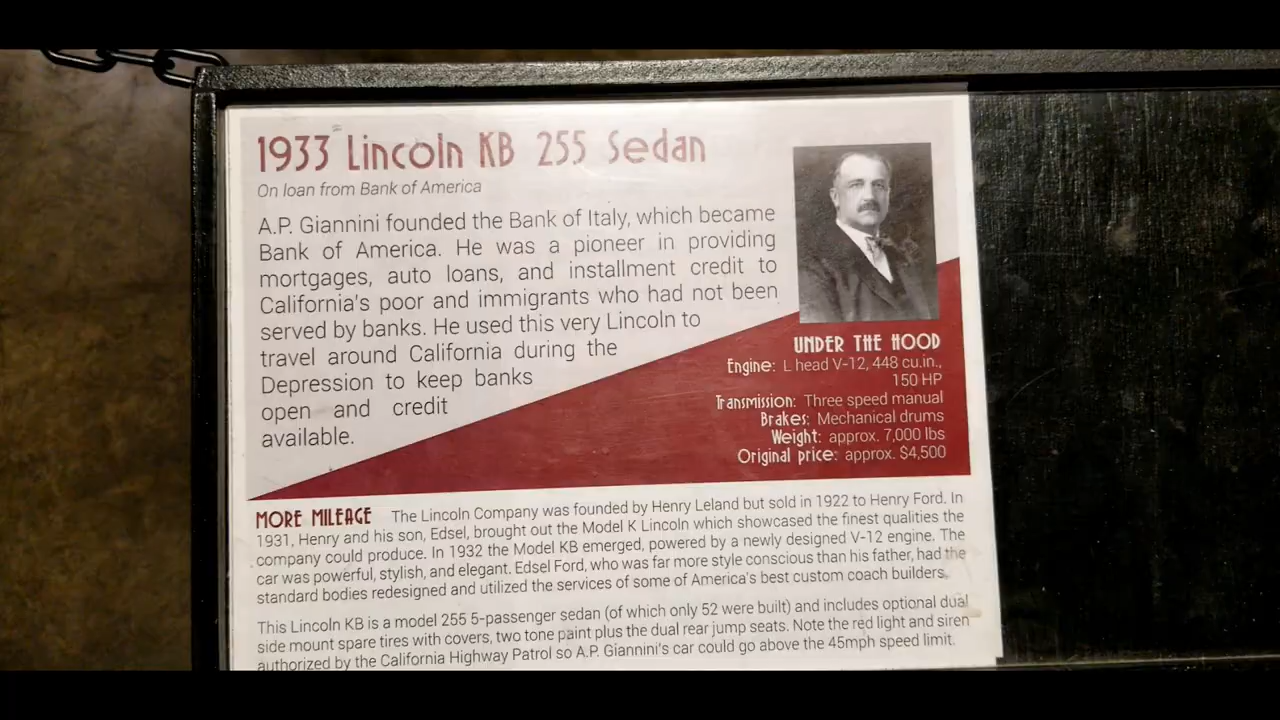 1933 Lincoln KB 255 Sedan
On loan from Bank of America
A.P. Giannini founded the Bank of Italy, which became
Bank of America. He was a pioneer in providing
mortgages, auto loans, and installment credit to
California's poor and immigrants who had not been
served by banks. He used this very Lincoln to
travel around California during the
Depression to keep banks
open and credit
available.
UNDER THE HOOD
Engine: L head V-12, 448 cu.in.,
150 HP
Transmission: Three speed manual
Brakes: Mechanical drums
Weight: approx. 7,000 lbs
Original price: approx. $4,500
MORE MILEAGE The Lincoln Company was founded by Henry Leland but sold in 1922 to Henry Ford. In
1931, Henry and his son, Edsel, brought out the Model K Lincoln which showcased the finest qualities the
company could produce. In 1932 the Model KB emerged, powered by a newly designed V-12 engine. The
car was powerful, stylish, and elegant. Edsel Ford, who was far more style conscious than his father, had the
standard bodies redesigned and utilized the services of some of America's best custom coach builders.
This Lincoln KB is a model 255 5-passenger sedan (of which only 52 were built) and includes optional dual
side mount spare tires with covers, two tone paint plus the dual rear jump seats. Note the red light and siren
authorized by the California Highway Patrol so A.P. Giannini's car could go above the 45mph speed limit.